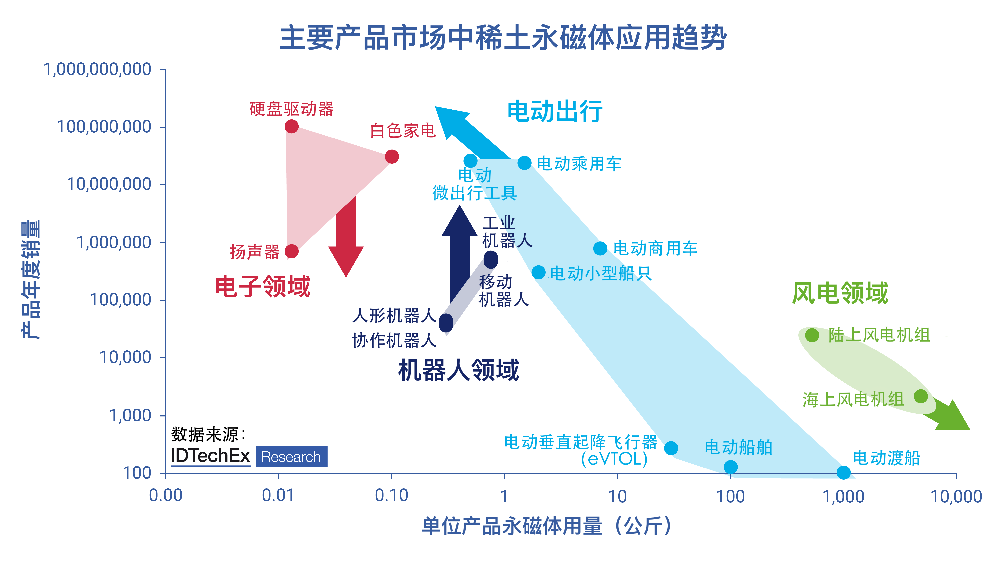 主要产品市场中稀土永磁体应用趋势
产品年度销量
1,000,000,000
100,000,000
10,000,000
1,000,000
100,000
10,000
1,000
100
硬盘驱动器
白色家电
扬声器
电子领域
电动出行
电动乘用车
电动
微出行工具
电动商用车
电动小型船只
工业
机器人
移动
机器人
人形机器人
协作机器人
机器人领域
风电领域
陆上风电机组
海上风电机组
电动垂直起降飞行器
(eVTOL)
电动船舶
电动渡船
数据来源：
IDTechEx Research
0.00
0.01
0.10
1
10
100
1,000
10,000
单位产品永磁体用量（公斤）